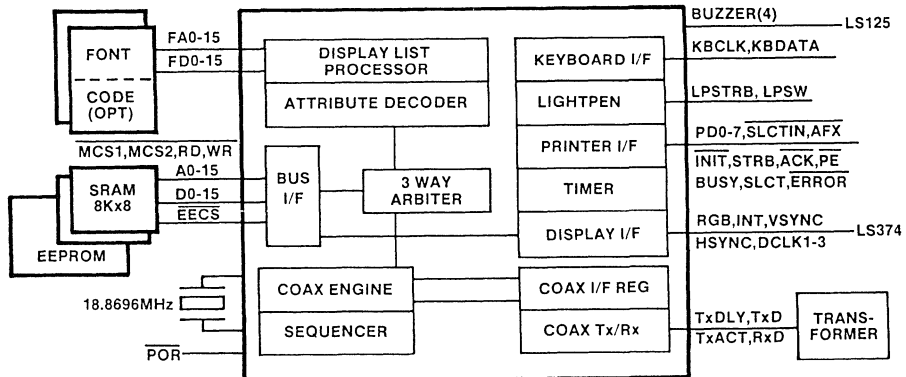 BUZZER(4)
LS125
FONT
CODE
(OPT)
FA0-15
FD0-15
DISPLAY LIST
PROCESSOR
ATTRIBUTE DECODER
KEYBOARD I/F
KBCLK,KBDATA
LIGHTPEN
LPSTRB, LPSW
PRINTER I/F
PD0-7,SLCTIN,AFX
INIT,STRB,ACK,PE
BUSY,SLCT,ERROR
TIMER
DISPLAY I/F
RGB,INT,VSYNC
HSYNC,DCLK1-3
LS374
MCS1,MCS2,RD,WR
A0-15
D0-15
EECS
SRAM
8Kx8
EEPROM
BUS
I/F
3 WAY
ARBITER
18.8696MHz
POR
COAX ENGINE
SEQUENCER
COAX I/F REG
COAX Tx/Rx
TxDLY,TxD
TxACT,RxD
TRANS-
FORMER